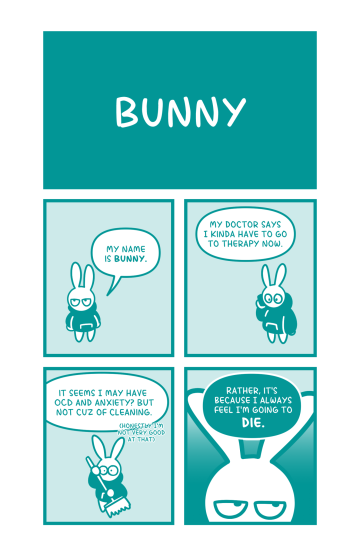 BUNNY
MY NAME
IS BUNNY.
MY DOCTOR SAYS
I KINDA HAVE TO GO
TO THERAPY NOW.
IT SEEMS I MAY HAVE
OCD AND ANXIETY? BUT
NOT CUZ OF CLEANING.
(HONESTLY, I'M
NOT VERY GOOD
AT THAT)
RATHER, IT'S
BECAUSE I ALWAYS
FEEL I'M GOING TO
DIE.